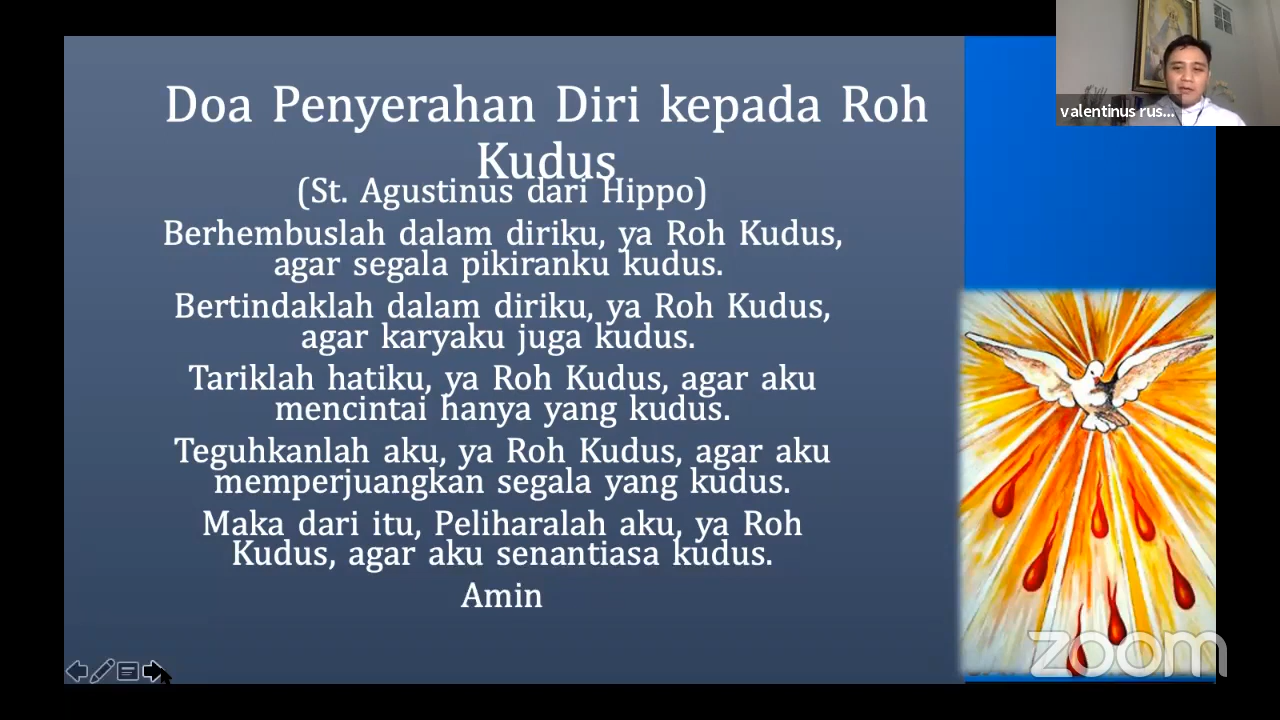 valentinus rus...
Doa Penyerahan Diri kepada Roh
Kudus
(St. Agustinus dari Hippo)
Berhembuslah dalam diriku, ya Roh Kudus,
agar segala pikiranku kudus.
Bertindaklah dalam diriku, ya Roh Kudus,
agar karyaku juga kudus.
Tariklah hatiku, ya Roh Kudus, agar aku
mencintai hanya yang kudus.
Teguhkanlah aku, ya Roh Kudus, agar aku
memperjuangkan segala yang kudus.
Maka dari itu, Peliharalah aku, ya Roh
Kudus, agar aku senantiasa kudus.
Amin
zoom